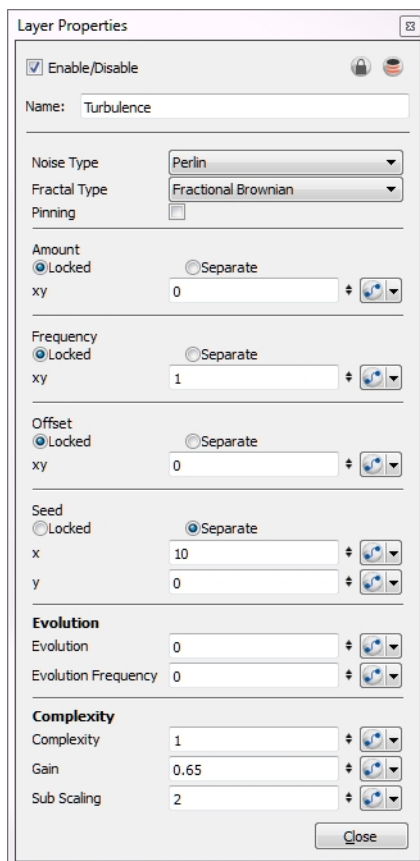 Layer Properties
Enable/Disable
Name: Turbulence
Noise Type Perlin
Fractal Type Fractional Brownian
Pinning
Amount
Locked Separate
xy 0
Frequency
Locked Separate
xy 1
Offset
Locked Separate
xy 0
Seed
Locked Separate
x 10
y 0
Evolution
Evolution 0
Evolution Frequency 0
Complexity
Complexity 1
Gain 0.65
Sub Scaling 2
Close